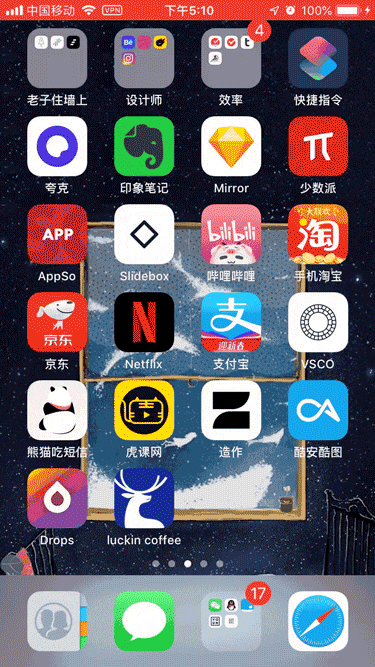 中国移动 VPN 下午5:10 100%
4
老子住墙上 设计师 效率 快捷指令
夸克 印象笔记 Mirror 少数派
APP bilibili 淘
AppSo Slidebox 哔哩哔哩 手机淘宝
京东 N 支 迎新春
京东 Netflix 支付宝 VSCO
熊猫吃短信 虎课网 造作 酷安酷图
Drops luckin coffee
17